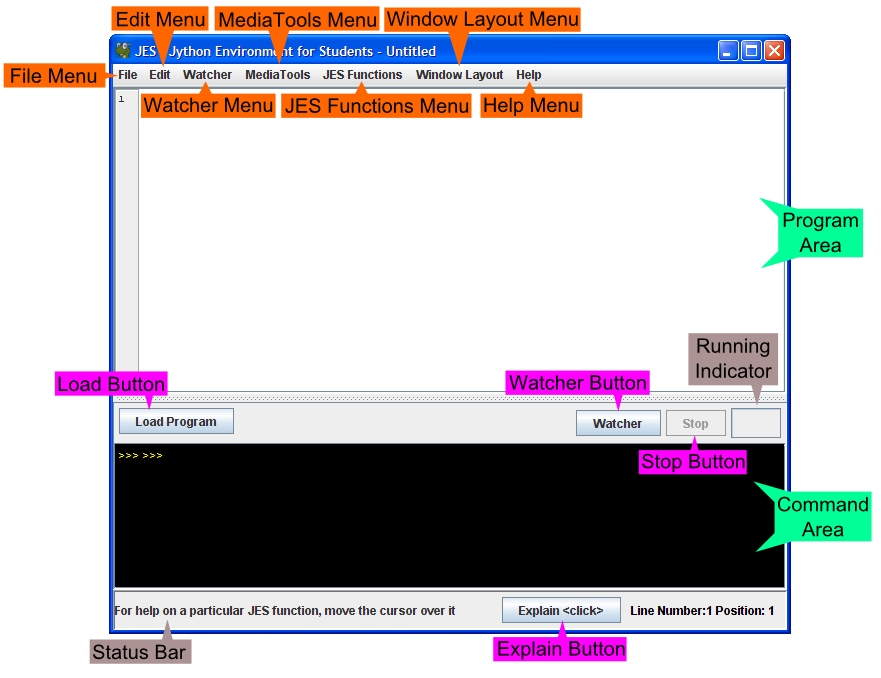 Edit Menu
MediaTools Menu
Window Layout Menu
JES - Jython Environment for Students - Untitled
File Menu
File Edit Watcher MediaTools JES Functions Window Layout Help
1
Watcher Menu
JES Functions Menu
Help Menu
Program
Area
Running
Indicator
Load Button
Watcher Button
Load Program
Watcher
Stop
>>> >>>
Stop Button
Command
Area
For help on a particular JES function, move the cursor over it
Explain <click>
Line Number:1 Position: 1
Status Bar
Explain Button